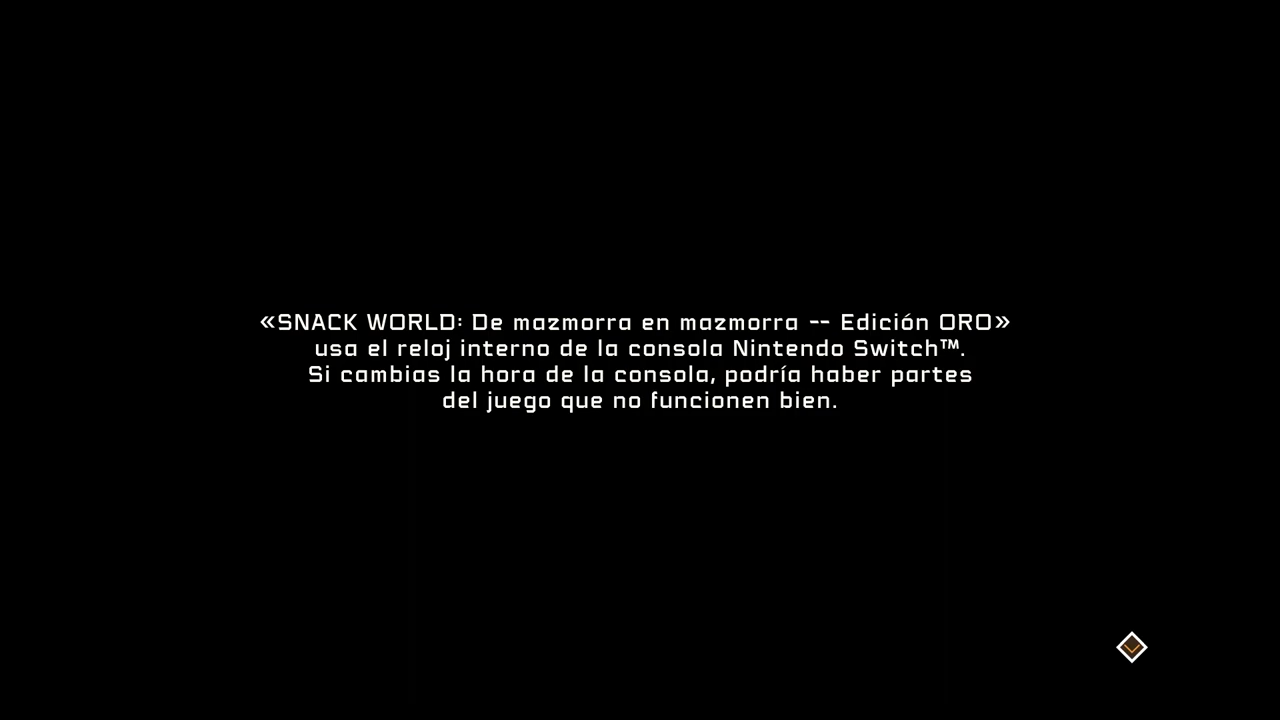 «SNACK WORLD: De mazmorra en mazmorra -- Edición ORO»
usa el reloj interno de la consola Nintendo Switch™.
Si cambias la hora de la consola, podría haber partes
del juego que no funcionen bien.